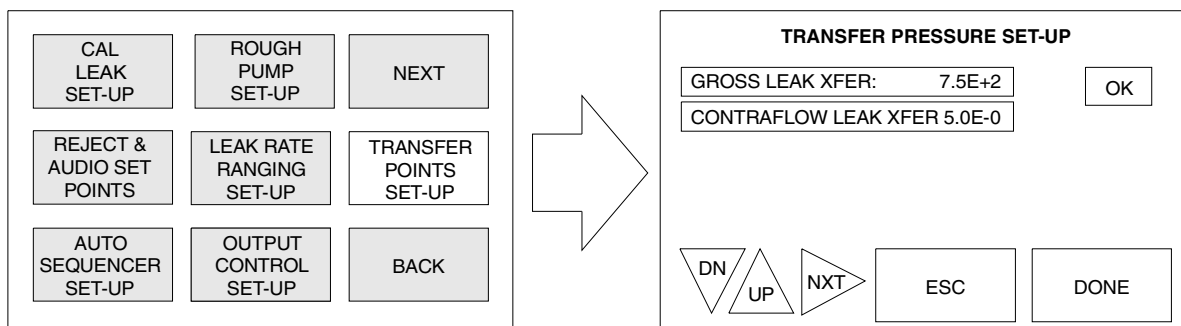 CAL
LEAK
SET-UP
ROUGH
PUMP
SET-UP
NEXT
REJECT &
AUDIO SET
POINTS
LEAK RATE
RANGING
SET-UP
TRANSFER
POINTS
SET-UP
AUTO
SEQUENCER
SET-UP
OUTPUT
CONTROL
SET-UP
BACK
TRANSFER PRESSURE SET-UP
GROSS LEAK XFER: 7.5E+2
OK
CONTRAFLOW LEAK XFER 5.0E-0
DN
UP
NXT
ESC
DONE